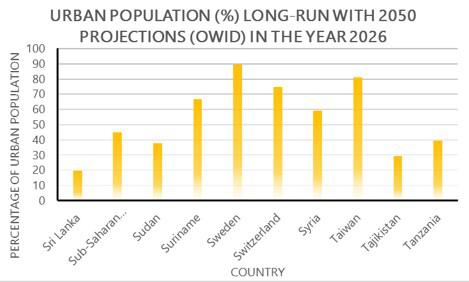 URBAN POPULATION (%) LONG-RUN WITH 2050
PROJECTIONS (OWID) IN THE YEAR 2026
PERCENTAGE OF URBAN POPULATION
100
90
80
70
60
50
40
30
20
10
0
Sri Lanka
Sub-Saharan...
Sudan
Suriname
Sweden
Switzerland
Syria
Taiwan
Tajikistan
Tanzania
COUNTRY